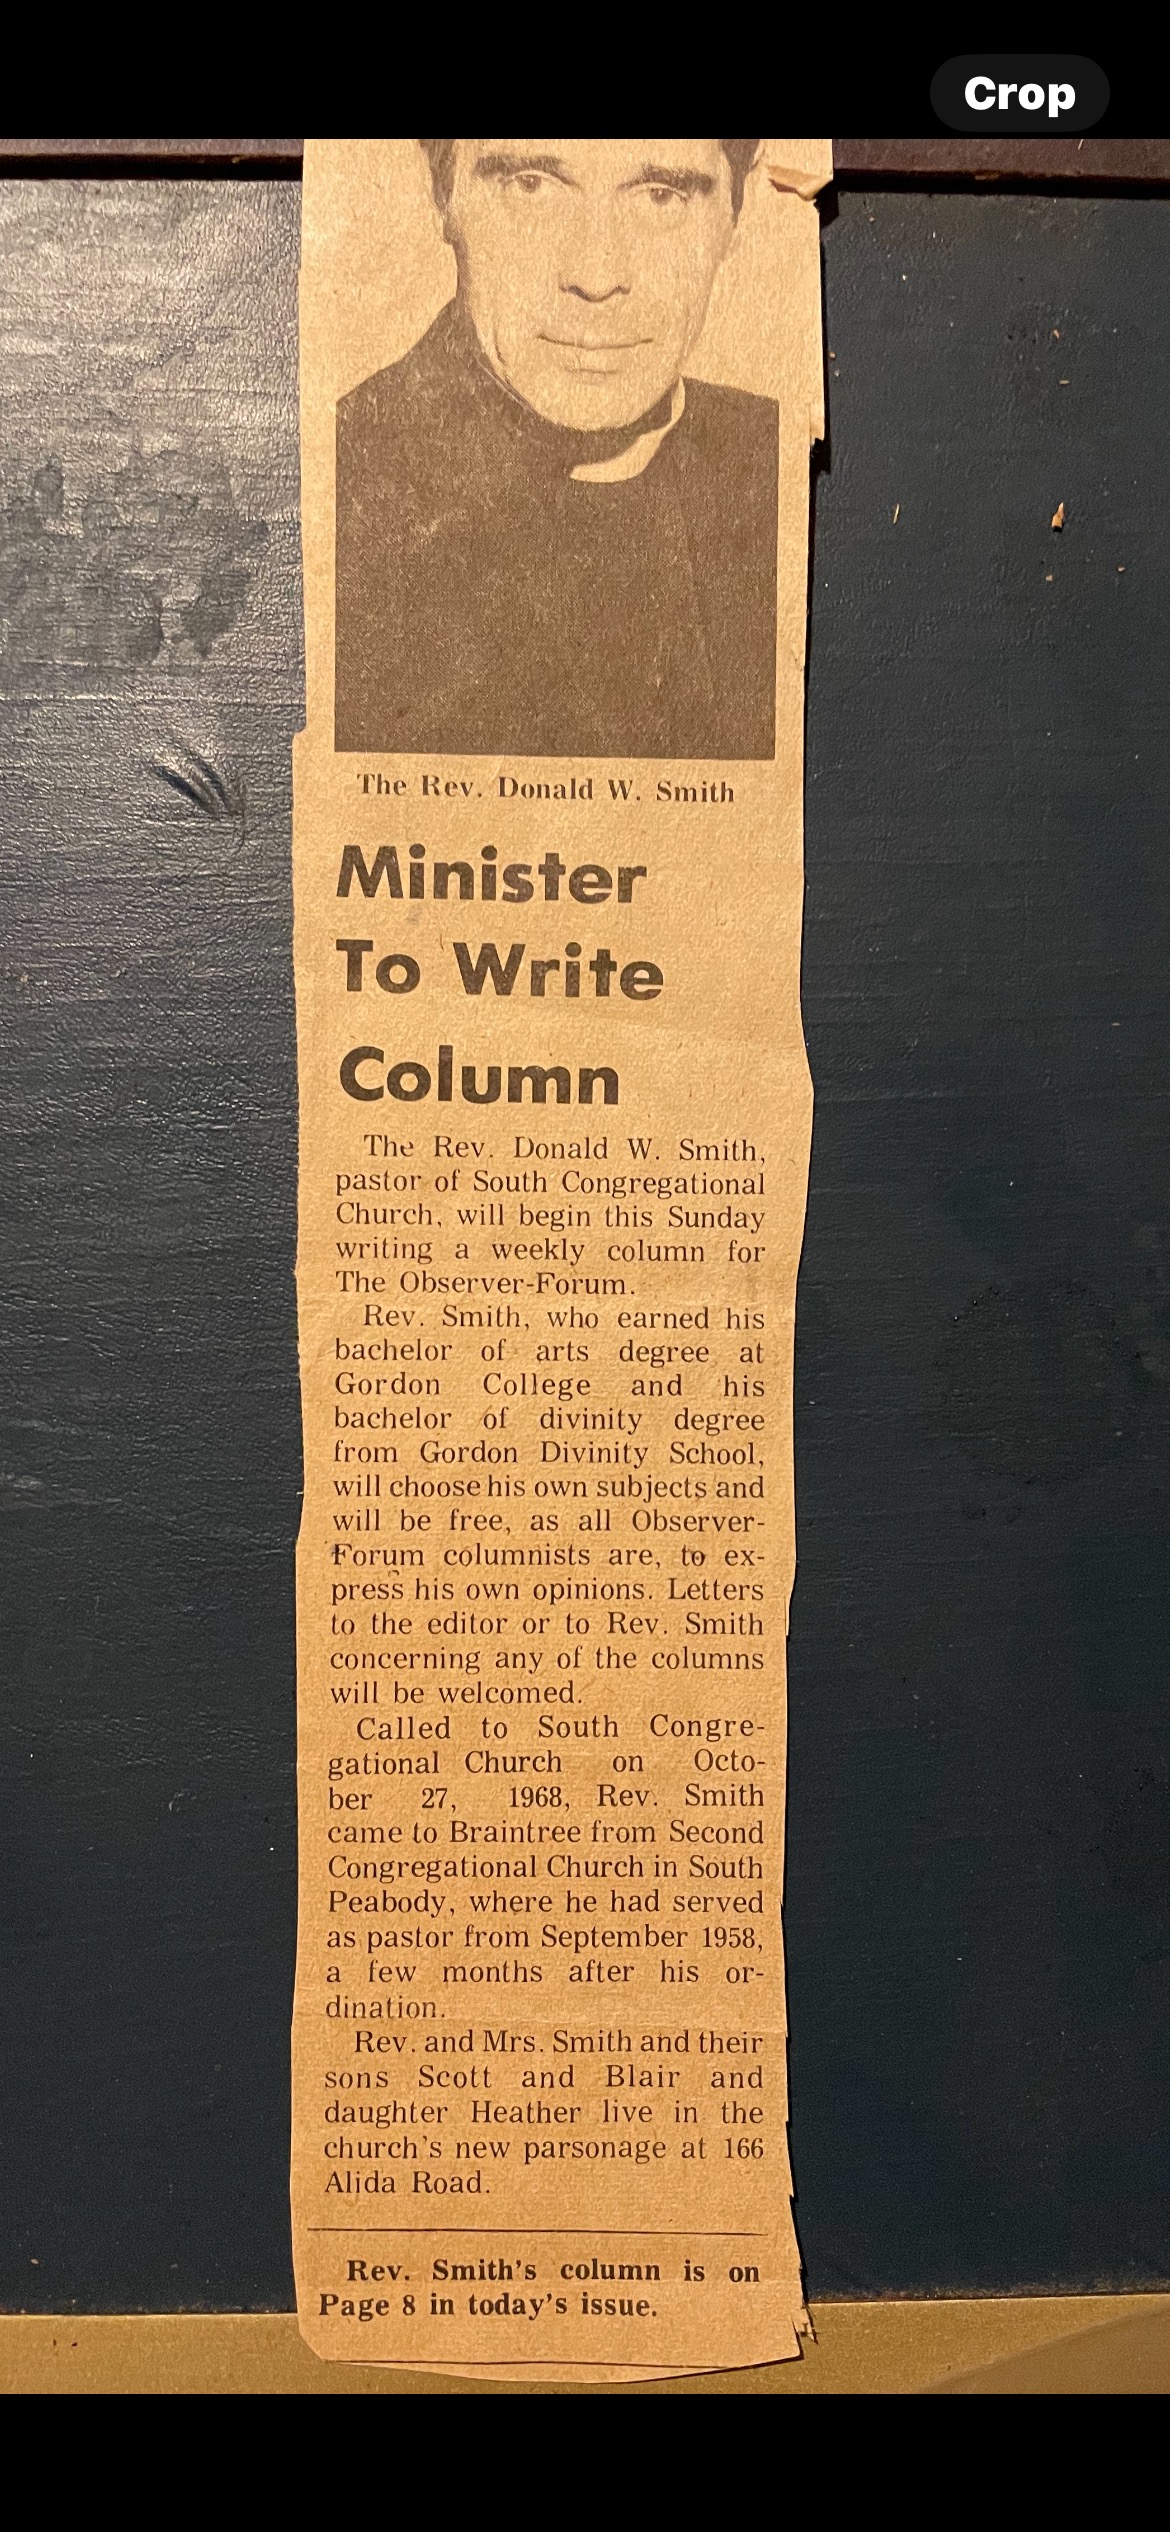 Crop
The Rev. Donald W. Smith
Minister
To Write
Column
The Rev. Donald W. Smith,
pastor of South Congregational
Church, will begin this Sunday
writing a weekly column for
The Observer-Forum.
Rev. Smith, who earned his
bachelor of arts degree at
Gordon College and his
bachelor of divinity degree
from Gordon Divinity School,
will choose his own subjects and
will be free, as all Observer-
Forum columnists are, to ex-
press his own opinions. Letters
to the editor or to Rev. Smith
concerning any of the columns
will be welcomed.
Called to South Congre-
gational Church on Octo-
ber 27, 1968, Rev. Smith
came to Braintree from Second
Congregational Church in South
Peabody, where he had served
as pastor from September 1958,
a few months after his or-
dination.
Rev. and Mrs. Smith and their
sons Scott and Blair and
daughter Heather live in the
church's new parsonage at 166
Alida Road.
Rev. Smith's column is on
Page 8 in today's issue.